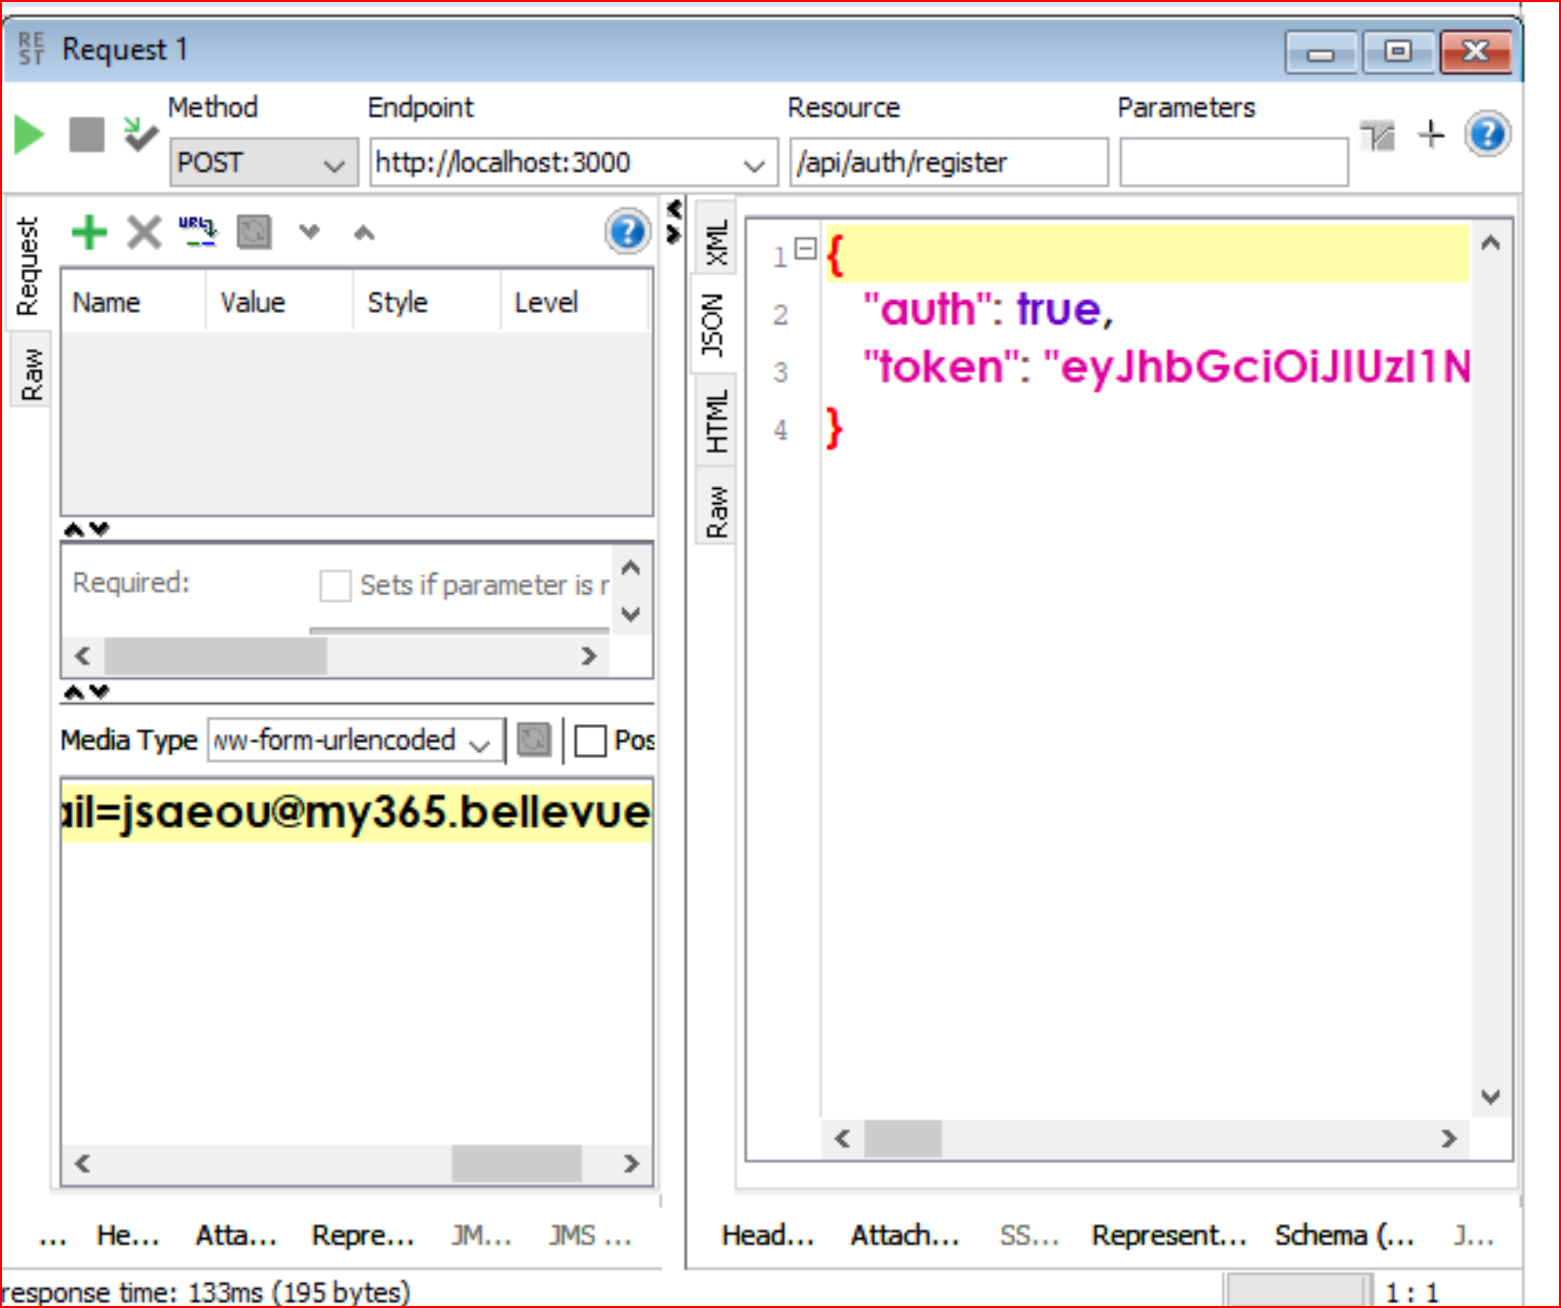 RE
ST
Request 1
Method
Endpoint
Resource
Parameters
POST
http://localhost:3000
/api/auth/register
Request
Raw
URL
Name
Value
Style
Level
Required:
Sets if parameter is r
Media Type
ww-form-urlencoded
Pos
ail=jsaeou@my365.bellevue
XML
JSON
HTML
Raw
1
{
2
"auth": true,
3
"token": "eyJhbGciOiJIUzI1N
4
}
... He... Atta... Repre... JM... JMS ...
Head... Attach... SS... Represent... Schema (... J...
response time: 133ms (195 bytes)
1 : 1